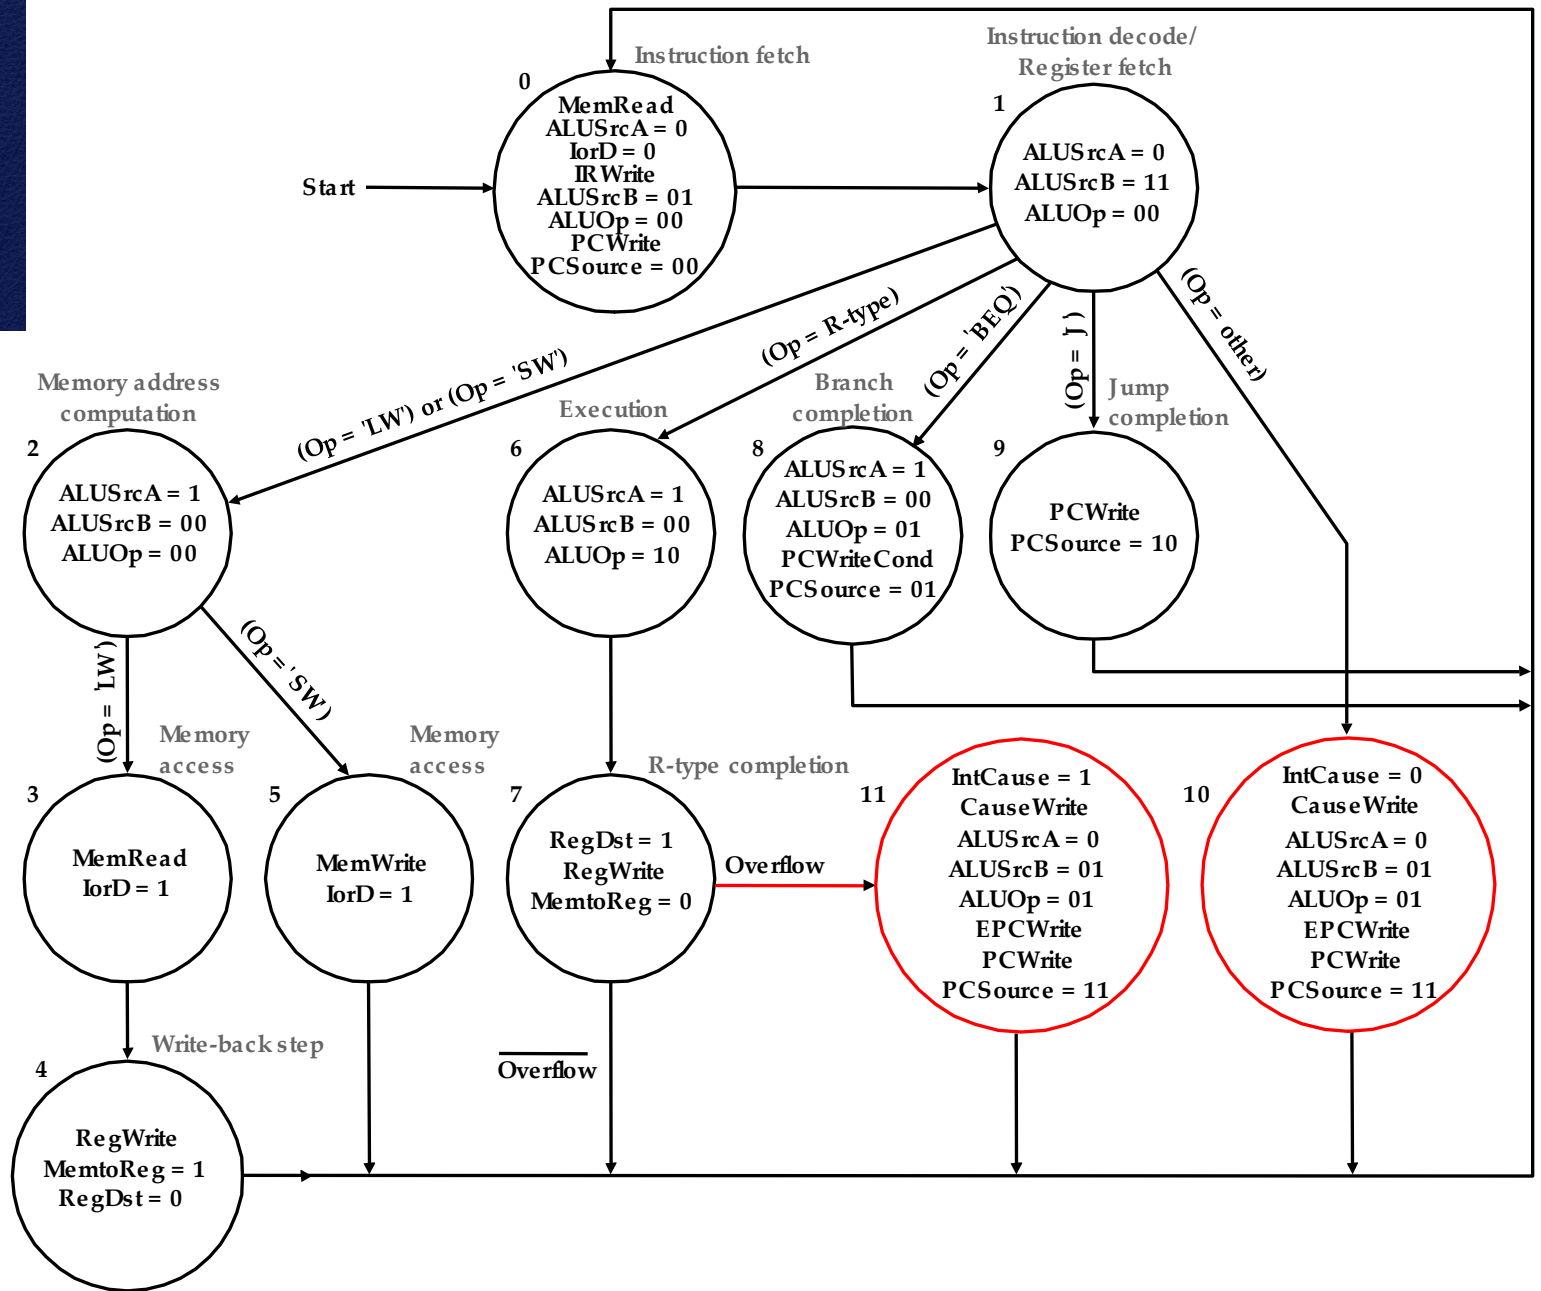 Instruction fetch
Instruction decode/
Register fetch
0
MemRead
ALUSrcA = 0
IorD = 0
IRWrite
ALUSrcB = 01
ALUOp = 00
PCWrite
PCSource = 00
1
ALUSrcA = 0
ALUSrcB = 11
ALUOp = 00
Start
(Op = 'LW') or (Op = 'SW')
(Op = R-type)
(Op = 'BEQ')
(Op = 'J')
(Op = other)
Memory address
computation
2
ALUSrcA = 1
ALUSrcB = 00
ALUOp = 00
Execution
6
ALUSrcA = 1
ALUSrcB = 00
ALUOp = 10
Branch
completion
8
ALUSrcA = 1
ALUSrcB = 00
ALUOp = 01
PCWriteCond
PCSource = 01
Jump
completion
9
PCWrite
PCSource = 10
(Op = 'LW')
(Op = 'SW')
Memory
access
3
MemRead
IorD = 1
Memory
access
5
MemWrite
IorD = 1
R-type completion
7
RegDst = 1
RegWrite
MemtoReg = 0
Overflow
11
IntCause = 1
CauseWrite
ALUSrcA = 0
ALUSrcB = 01
ALUOp = 01
EPCWrite
PCWrite
PCSource = 11
10
IntCause = 0
CauseWrite
ALUSrcA = 0
ALUSrcB = 01
ALUOp = 01
EPCWrite
PCWrite
PCSource = 11
Write-back step
4
RegWrite
MemtoReg = 1
RegDst = 0
Overflow